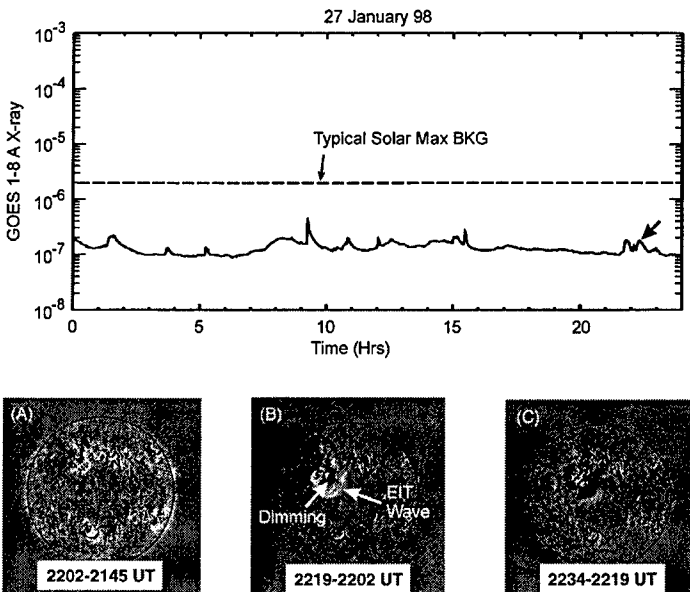 27 January 98
GOES 1-8 A X-ray
10-3
10-4
10-5
10-6
10-7
10-8
Typical Solar Max BKG
0 5 10 15 20
Time (Hrs)
(A) (B) (C)
Dimming EIT
Wave
2202-2145 UT 2219-2202 UT 2234-2219 UT